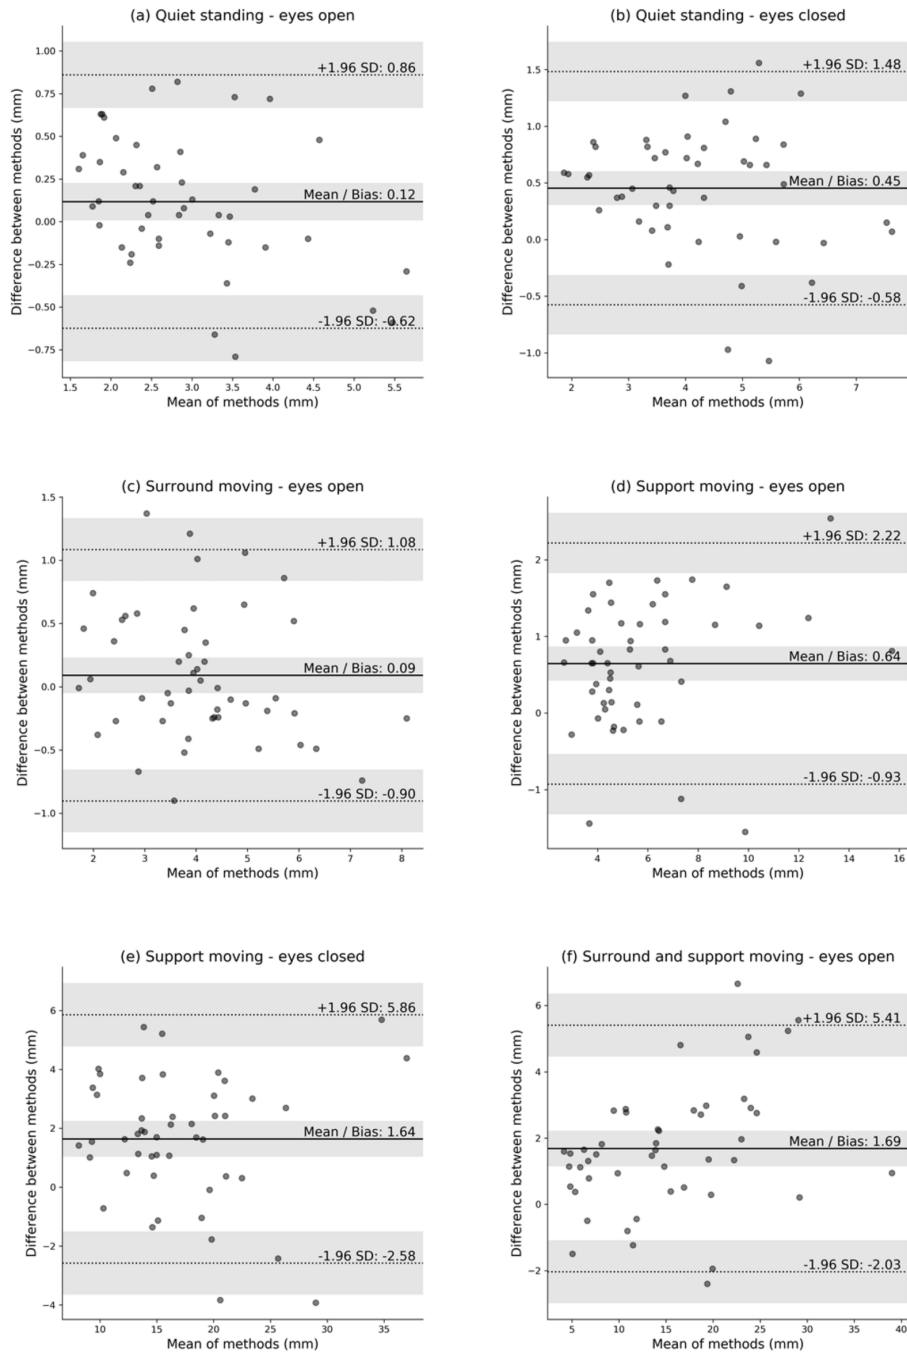 (a) Quiet standing - eyes open
1.00
0.75
0.50
0.25
0.00
−0.25
−0.50
−0.75
Difference between methods (mm)
+1.96 SD: 0.86
Mean / Bias: 0.12
-1.96 SD: -0.62
1.5 2.0 2.5 3.0 3.5 4.0 4.5 5.0 5.5
Mean of methods (mm)
(b) Quiet standing - eyes closed
1.5
1.0
0.5
0.0
−0.5
−1.0
Difference between methods (mm)
+1.96 SD: 1.48
Mean / Bias: 0.45
-1.96 SD: -0.58
2 3 4 5 6 7
Mean of methods (mm)
(c) Surround moving - eyes open
1.5
1.0
0.5
0.0
−0.5
−1.0
Difference between methods (mm)
+1.96 SD: 1.08
Mean / Bias: 0.09
-1.96 SD: -0.90
2 3 4 5 6 7 8
Mean of methods (mm)
(d) Support moving - eyes open
2
1
0
−1
Difference between methods (mm)
+1.96 SD: 2.22
Mean / Bias: 0.64
-1.96 SD: -0.93
4 6 8 10 12 14 16
Mean of methods (mm)
(e) Support moving - eyes closed
6
4
2
0
−2
−4
Difference between methods (mm)
+1.96 SD: 5.86
Mean / Bias: 1.64
-1.96 SD: -2.58
10 15 20 25 30 35
Mean of methods (mm)
(f) Surround and support moving - eyes open
6
4
2
0
−2
Difference between methods (mm)
+1.96 SD: 5.41
Mean / Bias: 1.69
-1.96 SD: -2.03
5 10 15 20 25 30 35 40
Mean of methods (mm)